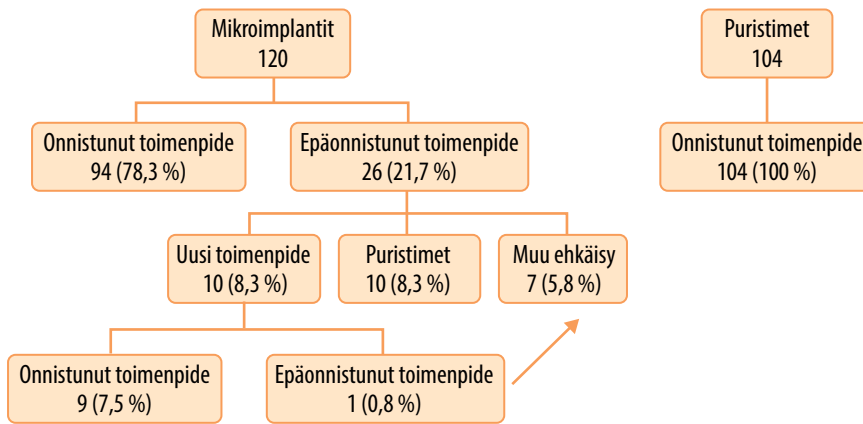 Mikroimplantit
120
Puristimet
104
Onnistunut toimenpide
94 (78,3 %)
Epäonnistunut toimenpide
26 (21,7 %)
Onnistunut toimenpide
104 (100 %)
Uusi toimenpide
10 (8,3 %)
Puristimet
10 (8,3 %)
Muu ehkäisy
7 (5,8 %)
Onnistunut toimenpide
9 (7,5 %)
Epäonnistunut toimenpide
1 (0,8 %)